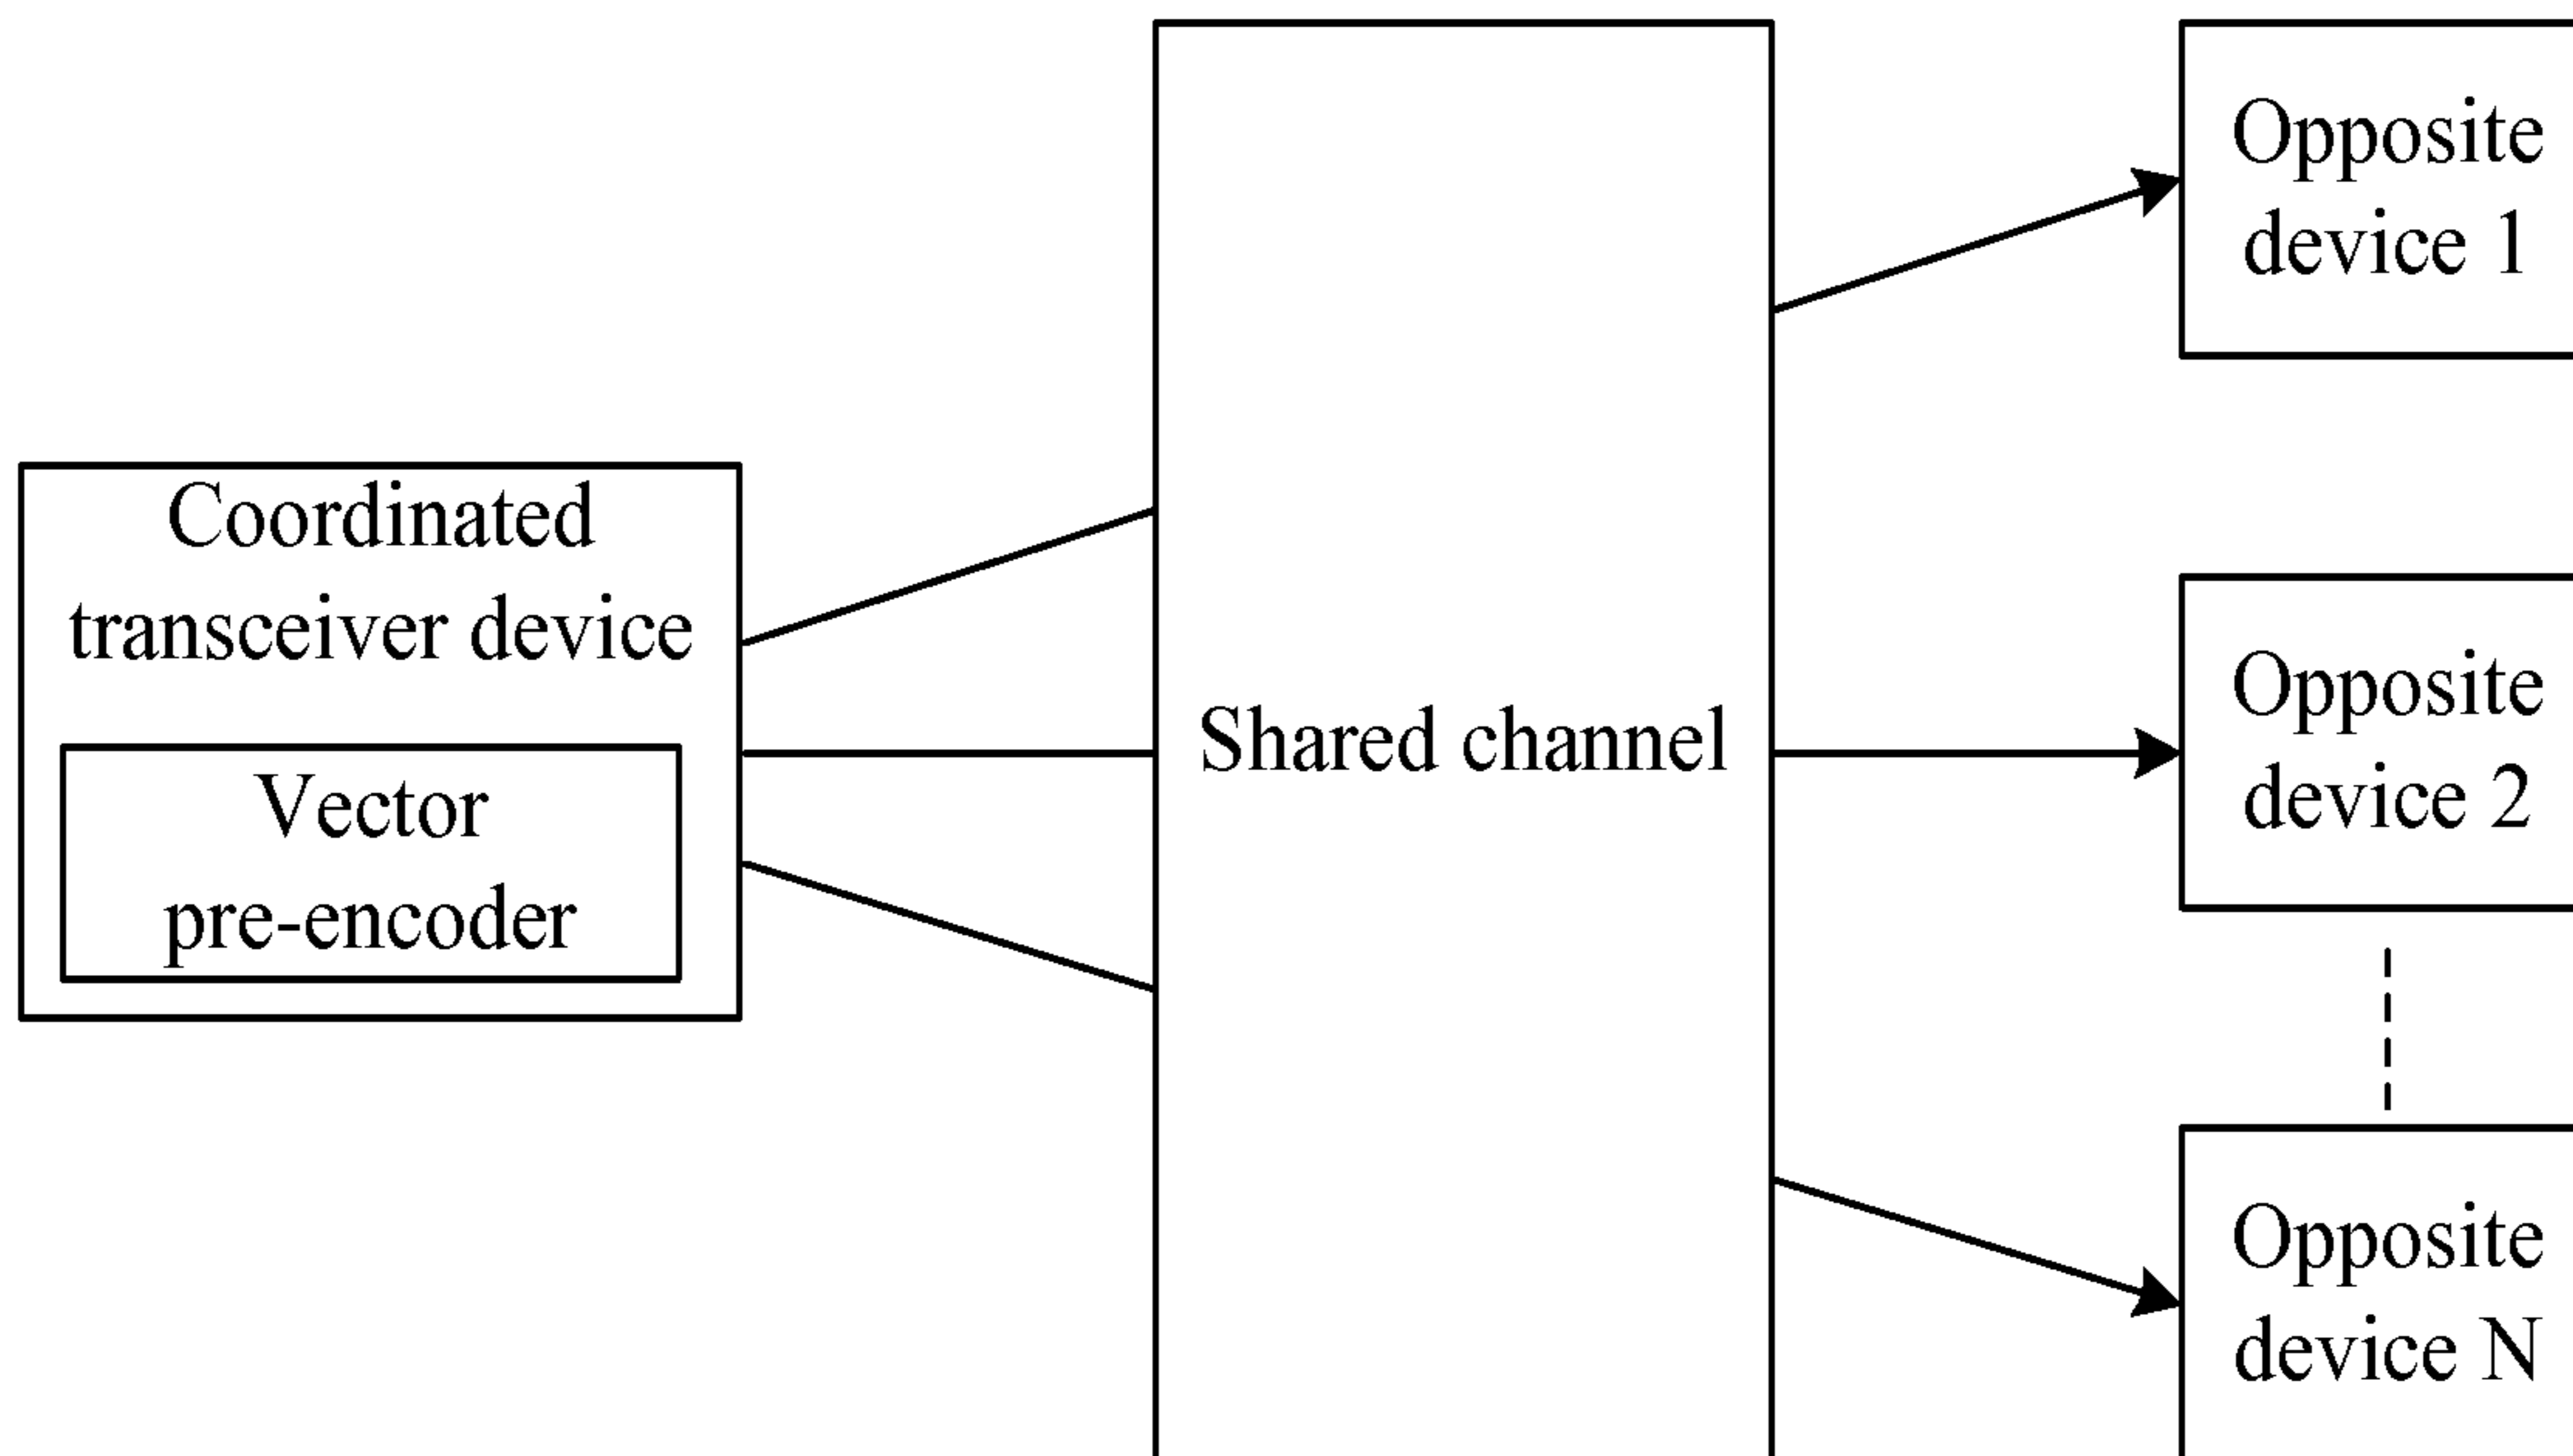 Coordinated
transceiver device
Vector
pre-encoder
Shared channel
Opposite
device 1
Opposite
device 2
Opposite
device N